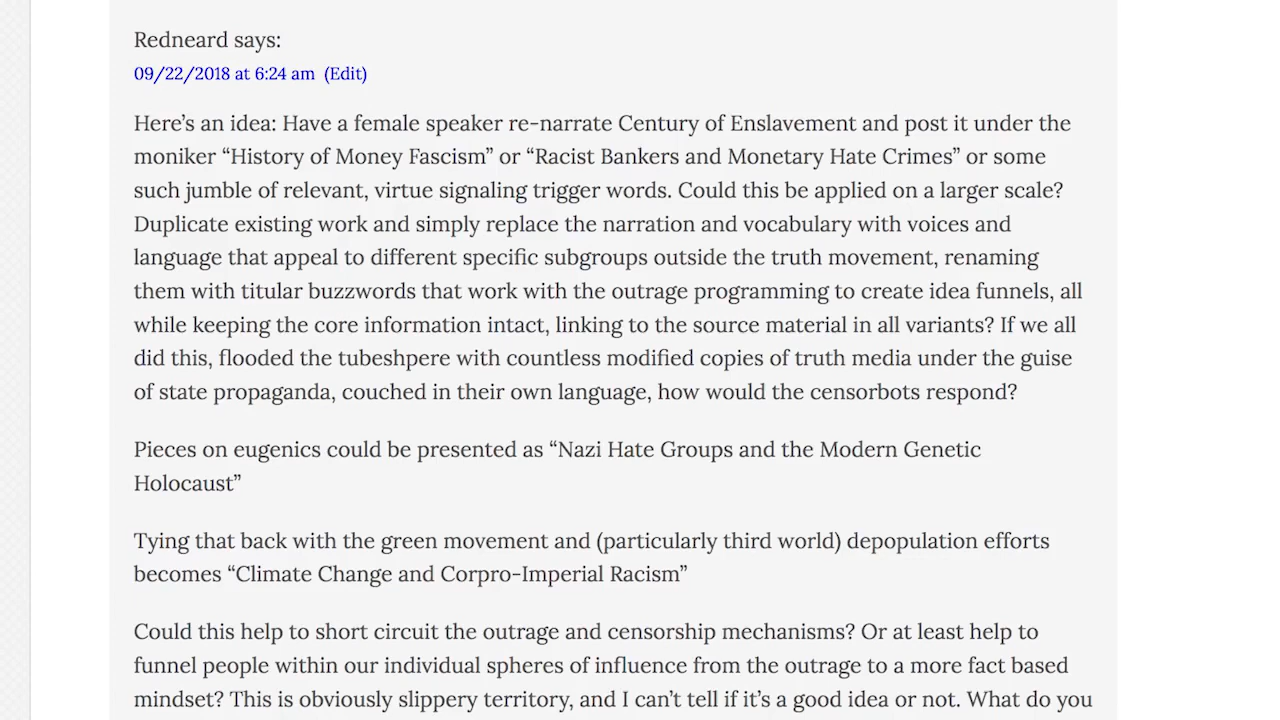 Redneard says:
09/22/2018 at 6:24 am (Edit)
Here’s an idea: Have a female speaker re-narrate Century of Enslavement and post it under the
moniker “History of Money Fascism” or “Racist Bankers and Monetary Hate Crimes” or some
such jumble of relevant, virtue signaling trigger words. Could this be applied on a larger scale?
Duplicate existing work and simply replace the narration and vocabulary with voices and
language that appeal to different specific subgroups outside the truth movement, renaming
them with titular buzzwords that work with the outrage programming to create idea funnels, all
while keeping the core information intact, linking to the source material in all variants? If we all
did this, flooded the tubeshpere with countless modified copies of truth media under the guise
of state propaganda, couched in their own language, how would the censorbots respond?
Pieces on eugenics could be presented as “Nazi Hate Groups and the Modern Genetic
Holocaust”
Tying that back with the green movement and (particularly third world) depopulation efforts
becomes “Climate Change and Corpro-Imperial Racism”
Could this help to short circuit the outrage and censorship mechanisms? Or at least help to
funnel people within our individual spheres of influence from the outrage to a more fact based
mindset? This is obviously slippery territory, and I can’t tell if it’s a good idea or not. What do you